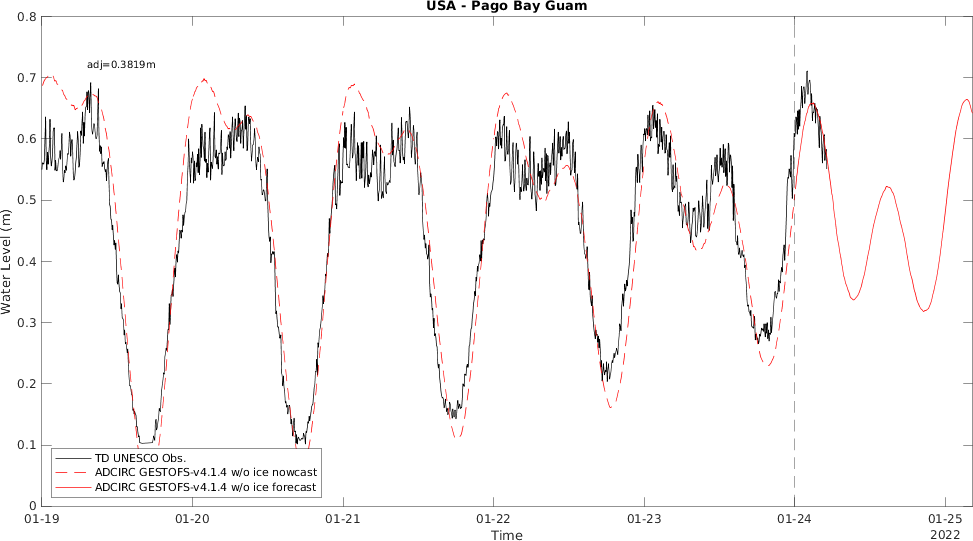 USA - Pago Bay Guam
adj=0.3819m
Water Level (m)
0.8
0.7
0.6
0.5
0.4
0.3
0.2
0.1
0
TD UNESCO Obs.
ADCIRC GESTOFS-v4.1.4 w/o ice nowcast
ADCIRC GESTOFS-v4.1.4 w/o ice forecast
01-19 01-20 01-21 01-22 01-23 01-24 01-25
2022
Time